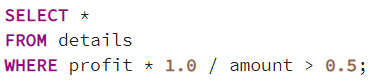 SELECT *
FROM details
WHERE profit * 1.0 / amount > 0.5;